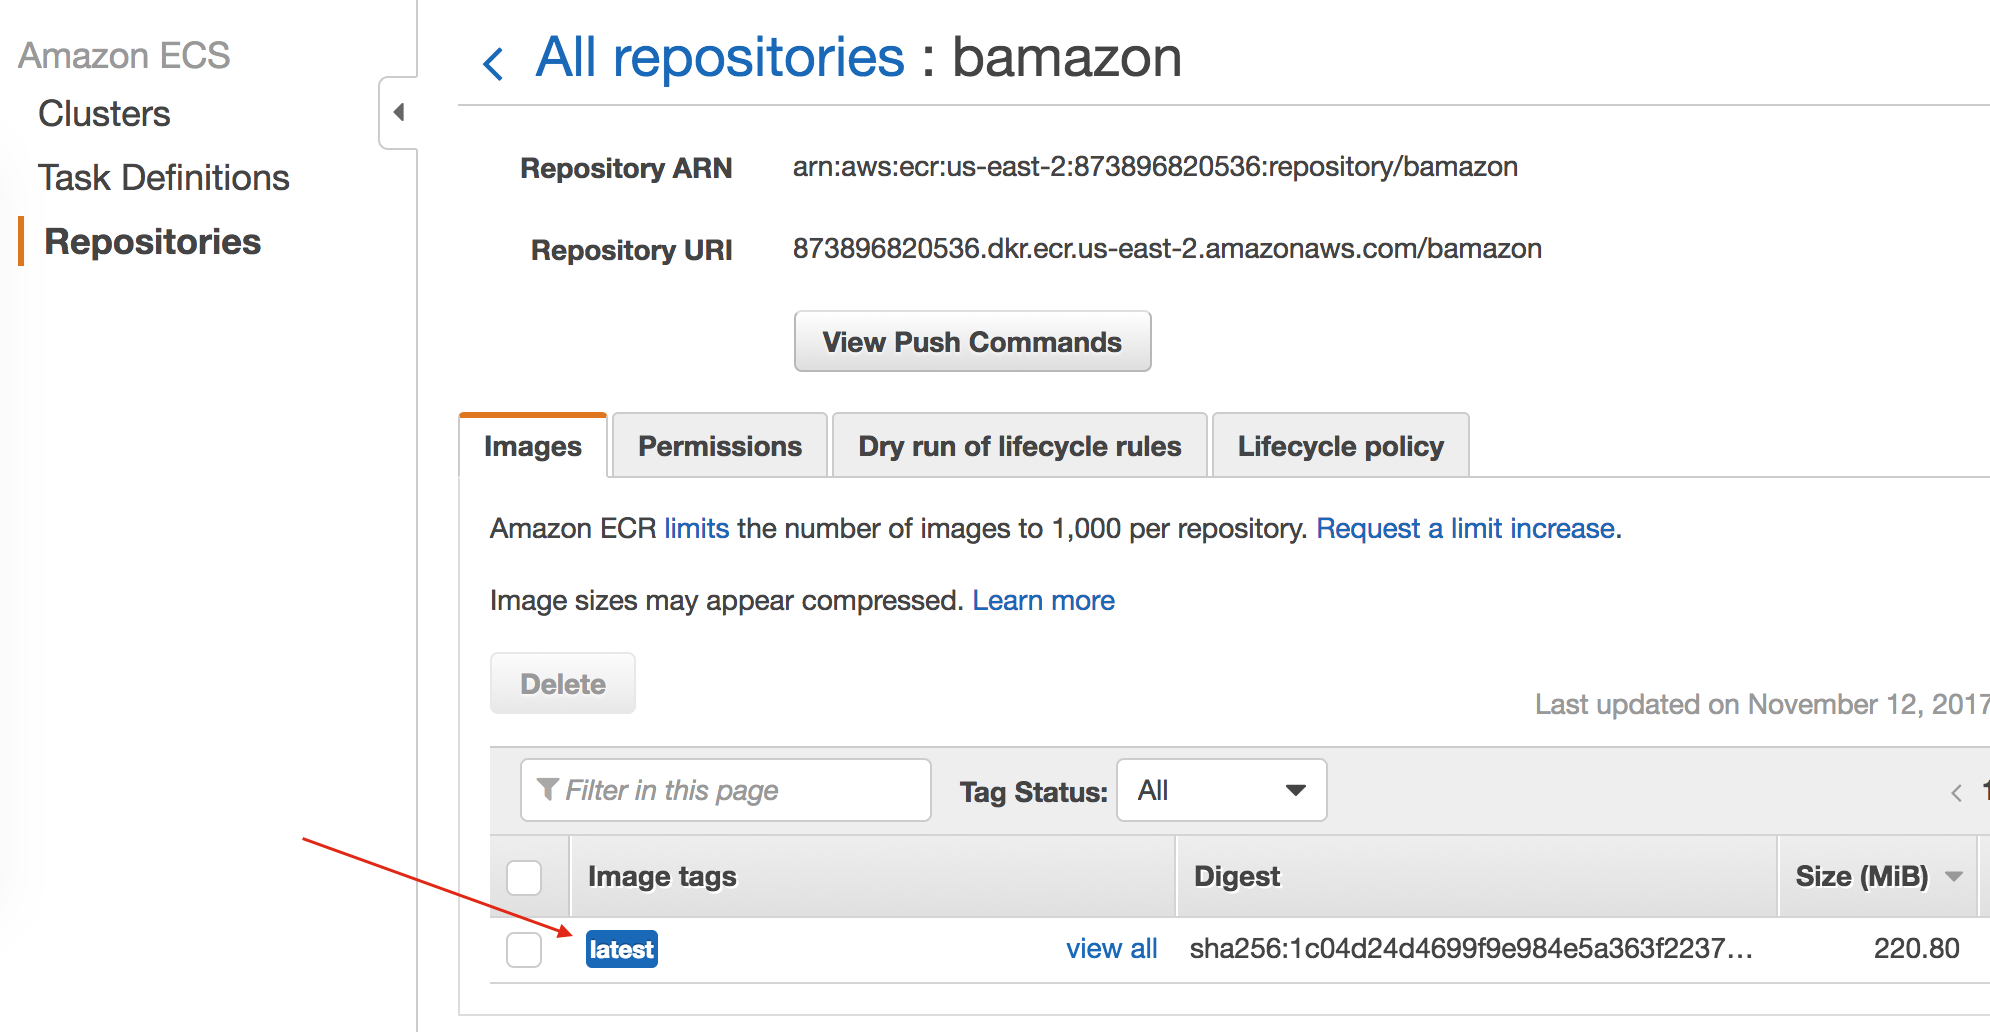 Amazon ECS
Clusters
Task Definitions
Repositories
All repositories : bamazon
Repository ARN arn:aws:ecr:us-east-2:873896820536:repository/bamazon
Repository URI 873896820536.dkr.ecr.us-east-2.amazonaws.com/bamazon
View Push Commands
Images Permissions Dry run of lifecycle rules Lifecycle policy
Amazon ECR limits the number of images to 1,000 per repository. Request a limit increase.
Image sizes may appear compressed. Learn more
Delete
Last updated on November 12, 2017
Filter in this page Tag Status: All < 1
Image tags Digest Size (MiB)
latest view all sha256:1c04d24d4699f9e984e5a363f2237... 220.80